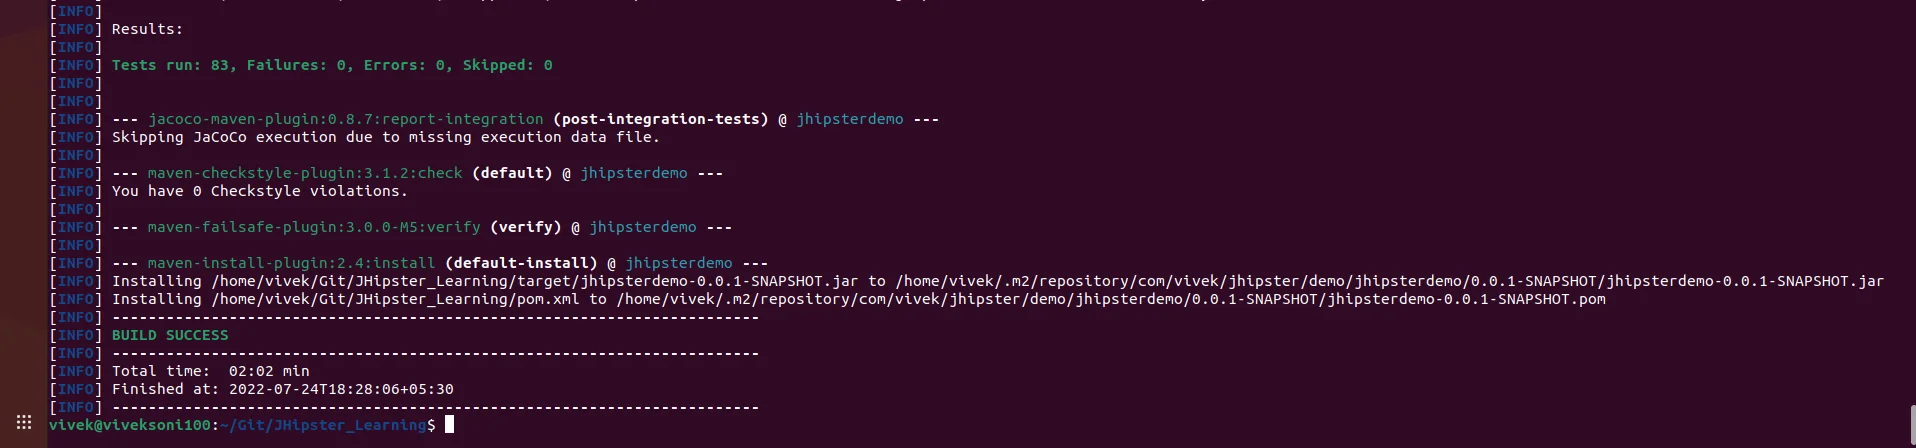 [INFO]
[INFO] Results:
[INFO]
[INFO] Tests run: 83, Failures: 0, Errors: 0, Skipped: 0
[INFO]
[INFO]
[INFO] --- jacoco-maven-plugin:0.8.7:report-integration (post-integration-tests) @ jhipsterdemo ---
[INFO] Skipping JaCoCo execution due to missing execution data file.
[INFO]
[INFO] --- maven-checkstyle-plugin:3.1.2:check (default) @ jhipsterdemo ---
[INFO] You have 0 Checkstyle violations.
[INFO]
[INFO] --- maven-failsafe-plugin:3.0.0-M5:verify (verify) @ jhipsterdemo ---
[INFO]
[INFO] --- maven-install-plugin:2.4:install (default-install) @ jhipsterdemo ---
[INFO] Installing /home/vivek/Git/JHipster_Learning/target/jhipsterdemo-0.0.1-SNAPSHOT.jar to /home/vivek/.m2/repository/com/vivek/jhipster/demo/jhipsterdemo/0.0.1-SNAPSHOT/jhipsterdemo-0.0.1-SNAPSHOT.jar
[INFO] Installing /home/vivek/Git/JHipster_Learning/pom.xml to /home/vivek/.m2/repository/com/vivek/jhipster/demo/jhipsterdemo/0.0.1-SNAPSHOT/jhipsterdemo-0.0.1-SNAPSHOT.pom
[INFO] ------------------------------------------------------------------------
[INFO] BUILD SUCCESS
[INFO] ------------------------------------------------------------------------
[INFO] Total time:  02:02 min
[INFO] Finished at: 2022-07-24T18:28:06+05:30
[INFO] ------------------------------------------------------------------------
vivek@viveksoni100:~/Git/JHipster_Learning$